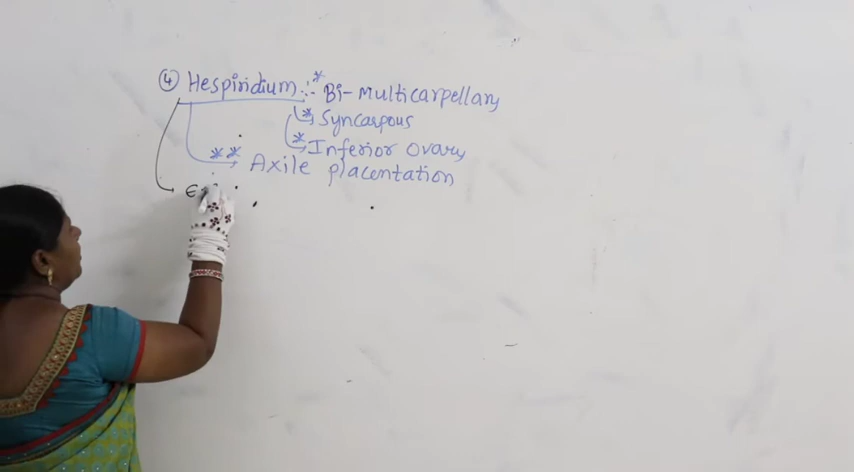 ④ Hespiridium :- * Bi-Multicarpellary
* Syncarpous
* Inferior ovary
** Axile placentation